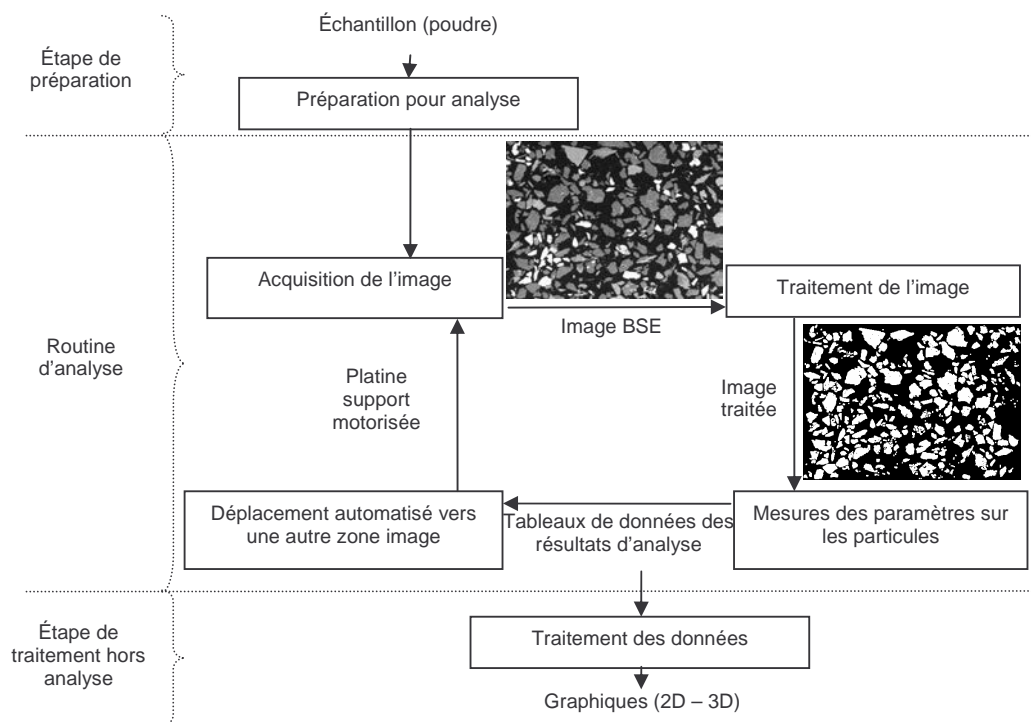 Échantillon (poudre)
Étape de
préparation
Préparation pour analyse
Routine
d’analyse
Acquisition de l’image
Image BSE
Traitement de l’image
Platine
support
motorisée
Image
traitée
Déplacement automatisé vers
une autre zone image
Tableaux de données des
résultats d’analyse
Mesures des paramètres sur
les particules
Étape de
traitement hors
analyse
Traitement des données
Graphiques (2D – 3D)